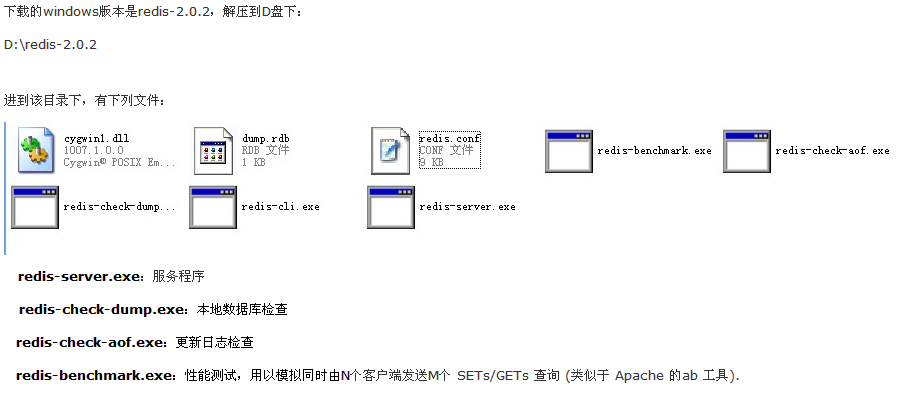 下载的windows版本是redis-2.0.2，解压到D盘下：
D:\redis-2.0.2
进到该目录下，有下列文件：
cygwin1.dll
1007.1.0.0
Cygwin® POSIX Em...
dump.rdb
RDB 文件
1 KB
redis.conf
CONF 文件
9 KB
redis-benchmark.exe
redis-check-aof.exe
redis-check-dump...
redis-cli.exe
redis-server.exe
redis-server.exe：服务程序
redis-check-dump.exe：本地数据库检查
redis-check-aof.exe：更新日志检查
redis-benchmark.exe：性能测试，用以模拟同时由N个客户端发送M个 SETs/GETs 查询 (类似于 Apache 的ab 工具).